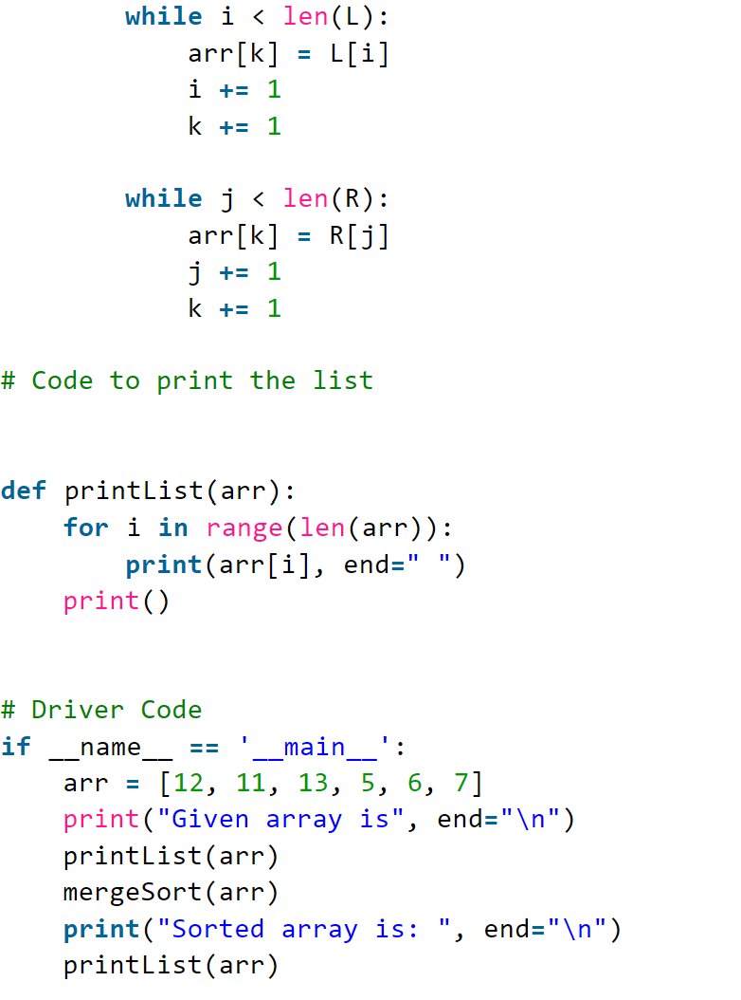 while i < len(L):
            arr[k] = L[i]
            i += 1
            k += 1

        while j < len(R):
            arr[k] = R[j]
            j += 1
            k += 1

# Code to print the list


def printList(arr):
    for i in range(len(arr)):
        print(arr[i], end=" ")
    print()


# Driver Code
if __name__ == '__main__':
    arr = [12, 11, 13, 5, 6, 7]
    print("Given array is", end="\n")
    printList(arr)
    mergeSort(arr)
    print("Sorted array is: ", end="\n")
    printList(arr)